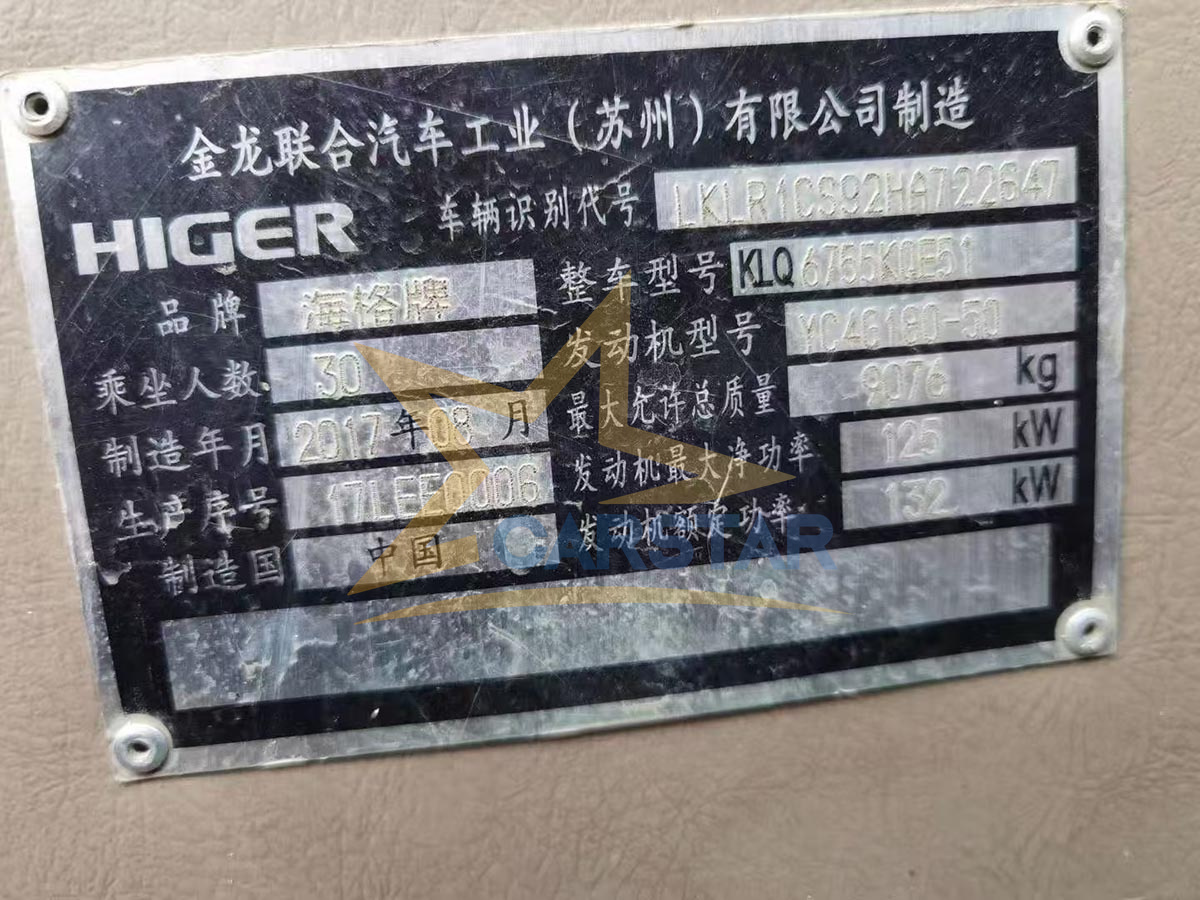 金龙联合汽车工业（苏州）有限公司制造
HIGER
车辆识别代号 LKLR1CS92HA722647
品牌 海格牌
整车型号 KLQ6755KQE51
乘坐人数 30
发动机型号 YC4G180-50
制造年月 2017年08月
最大允许总质量 9076 kg
生产序号 17LEE0006
发动机最大净功率 125 kW
制造国 中国
发动机额定功率 132 kW
CARSTAR